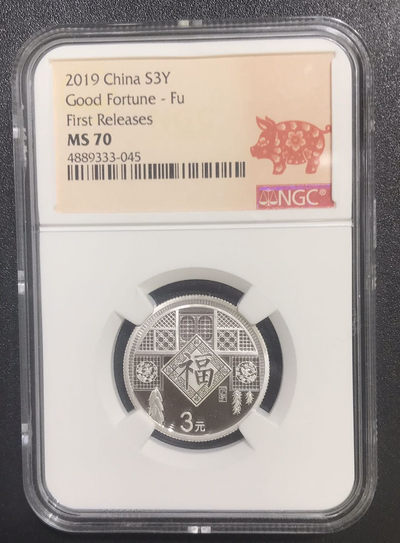 2019 China S3Y
Good Fortune - Fu
First Releases
MS 70
4889333-045
NGC®
福
3元